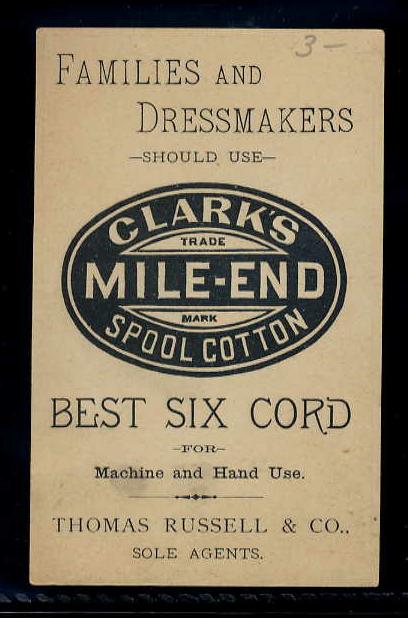 3-
FAMILIES AND
DRESSMAKERS
—SHOULD USE—
CLARK'S
TRADE
MILE-END
MARK
SPOOL COTTON
BEST SIX CORD
—FOR—
Machine and Hand Use.
THOMAS RUSSELL & CO.,
SOLE AGENTS.